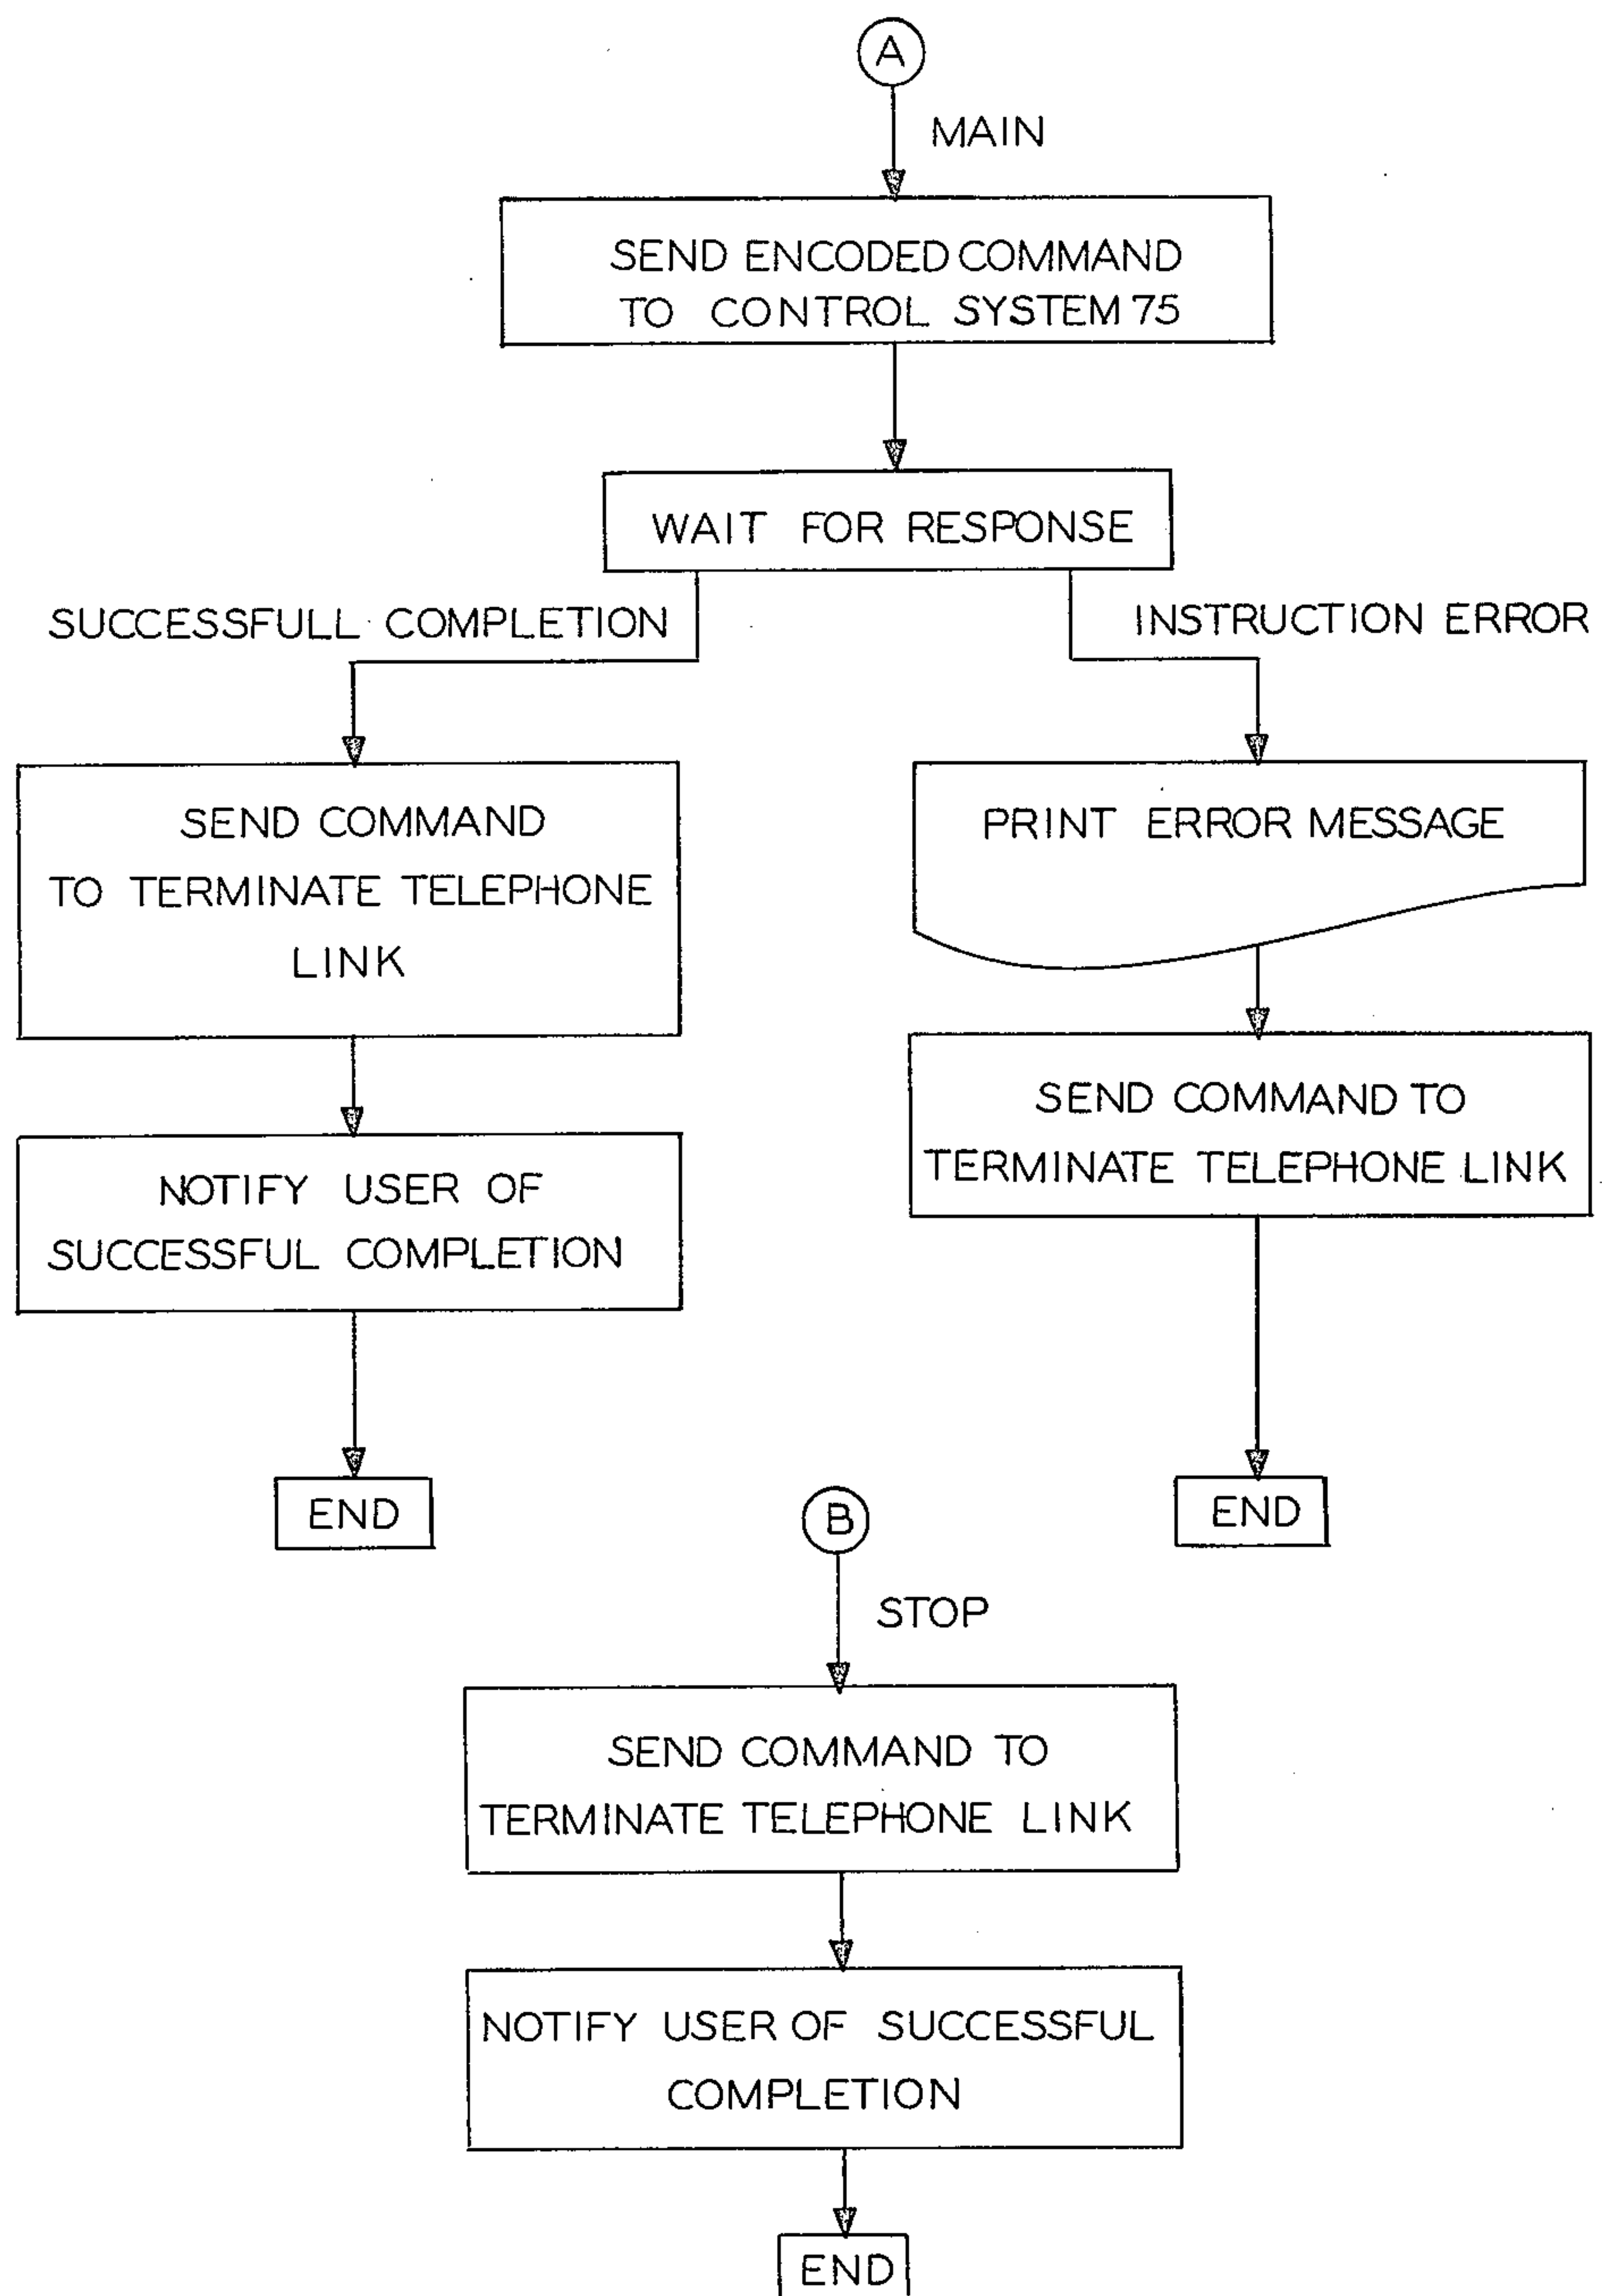 A
MAIN
SEND ENCODED COMMAND
TO CONTROL SYSTEM 75
WAIT FOR RESPONSE
SUCCESSFULL COMPLETION
INSTRUCTION ERROR
SEND COMMAND
TO TERMINATE TELEPHONE
LINK
PRINT ERROR MESSAGE
SEND COMMAND TO
TERMINATE TELEPHONE LINK
NOTIFY USER OF
SUCCESSFUL COMPLETION
END
END
B
STOP
SEND COMMAND TO
TERMINATE TELEPHONE LINK
NOTIFY USER OF SUCCESSFUL
COMPLETION
END